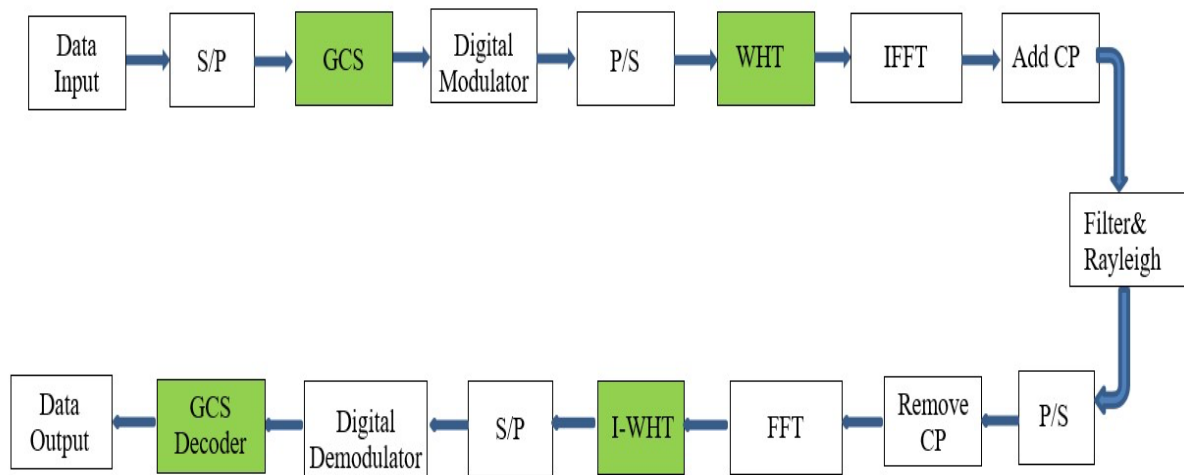 Data
Input
S/P
GCS
Digital
Modulator
P/S
WHT
IFFT
Add CP
Filter&
Rayleigh
P/S
Remove
CP
FFT
I-WHT
S/P
Digital
Demodulator
GCS
Decoder
Data
Output